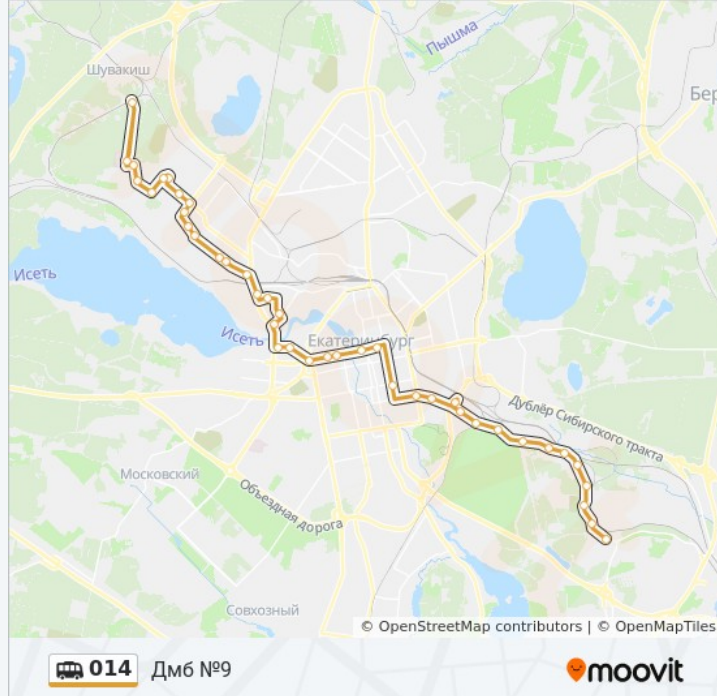 Пышма
Шувакиш
Бер
Исеть
Исеть
Екатеринбург
Дублёр Сибирского тракта
Московский
Объездная дорога
Совхозный
© OpenStreetMap contributors | © OpenMapTiles
014 Дмб №9
moovit